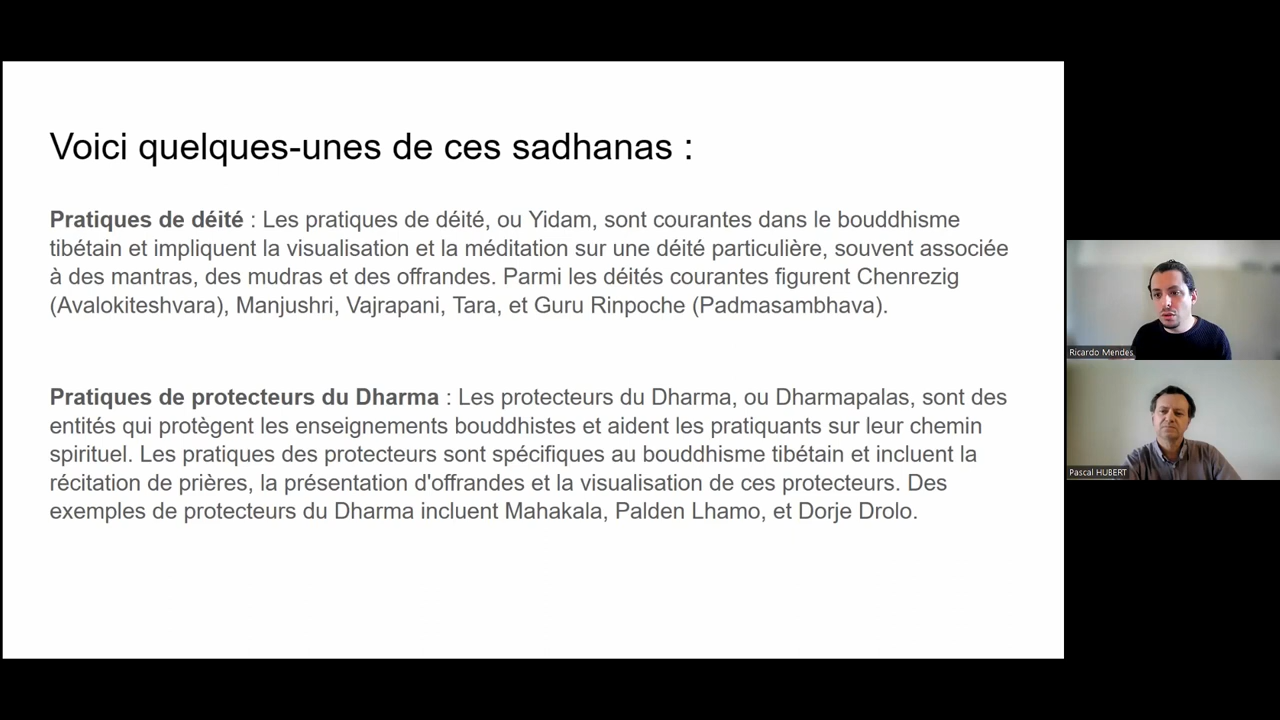 Voici quelques-unes de ces sadhanas :
Pratiques de déité : Les pratiques de déité, ou Yidam, sont courantes dans le bouddhisme
tibétain et impliquent la visualisation et la méditation sur une déité particulière, souvent associée
à des mantras, des mudras et des offrandes. Parmi les déités courantes figurent Chenrezig
(Avalokiteshvara), Manjushri, Vajrapani, Tara, et Guru Rinpoche (Padmasambhava).
Pratiques de protecteurs du Dharma : Les protecteurs du Dharma, ou Dharmapalas, sont des
entités qui protègent les enseignements bouddhistes et aident les pratiquants sur leur chemin
spirituel. Les pratiques des protecteurs sont spécifiques au bouddhisme tibétain et incluent la
récitation de prières, la présentation d'offrandes et la visualisation de ces protecteurs. Des
exemples de protecteurs du Dharma incluent Mahakala, Palden Lhamo, et Dorje Drolo.
Ricardo Mendes
Pascal HUBERT